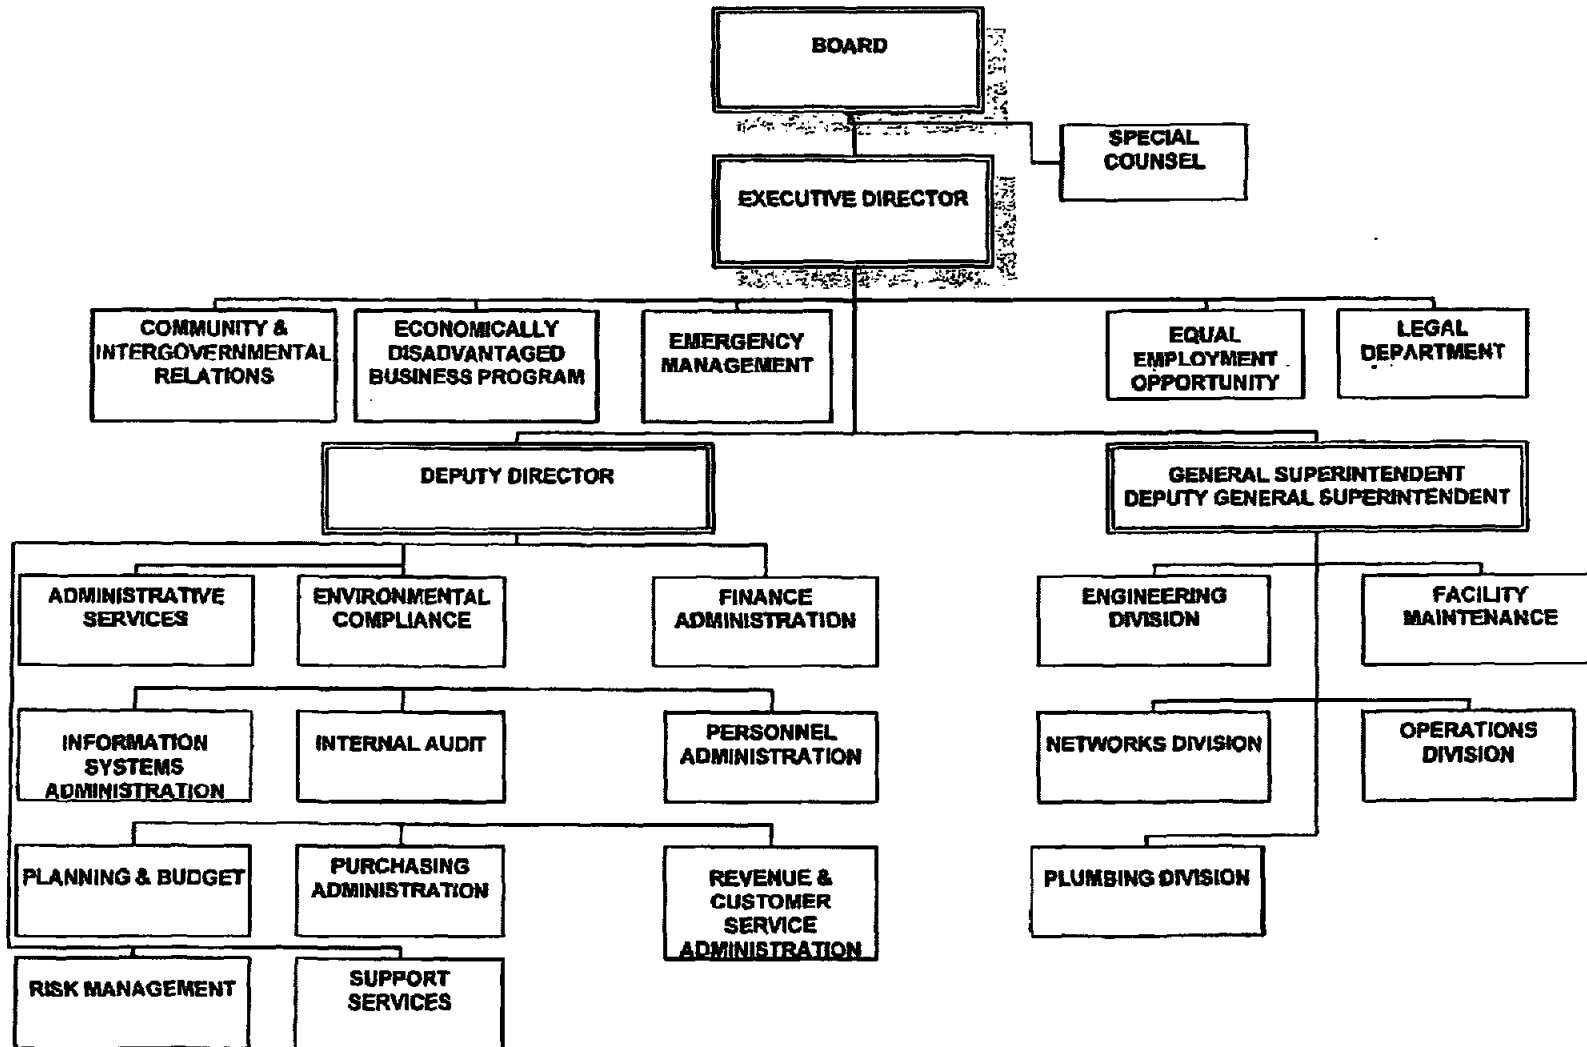 BOARD
SPECIAL
COUNSEL
EXECUTIVE DIRECTOR
COMMUNITY &
INTERGOVERNMENTAL
RELATIONS
ECONOMICALLY
DISADVANTAGED
BUSINESS PROGRAM
EMERGENCY
MANAGEMENT
EQUAL
EMPLOYMENT
OPPORTUNITY
LEGAL
DEPARTMENT
DEPUTY DIRECTOR
GENERAL SUPERINTENDENT
DEPUTY GENERAL SUPERINTENDENT
ADMINISTRATIVE
SERVICES
ENVIRONMENTAL
COMPLIANCE
FINANCE
ADMINISTRATION
ENGINEERING
DIVISION
FACILITY
MAINTENANCE
INFORMATION
SYSTEMS
ADMINISTRATION
INTERNAL AUDIT
PERSONNEL
ADMINISTRATION
NETWORKS DIVISION
OPERATIONS
DIVISION
PLANNING & BUDGET
PURCHASING
ADMINISTRATION
REVENUE &
CUSTOMER
SERVICE
ADMINISTRATION
PLUMBING DIVISION
RISK MANAGEMENT
SUPPORT
SERVICES